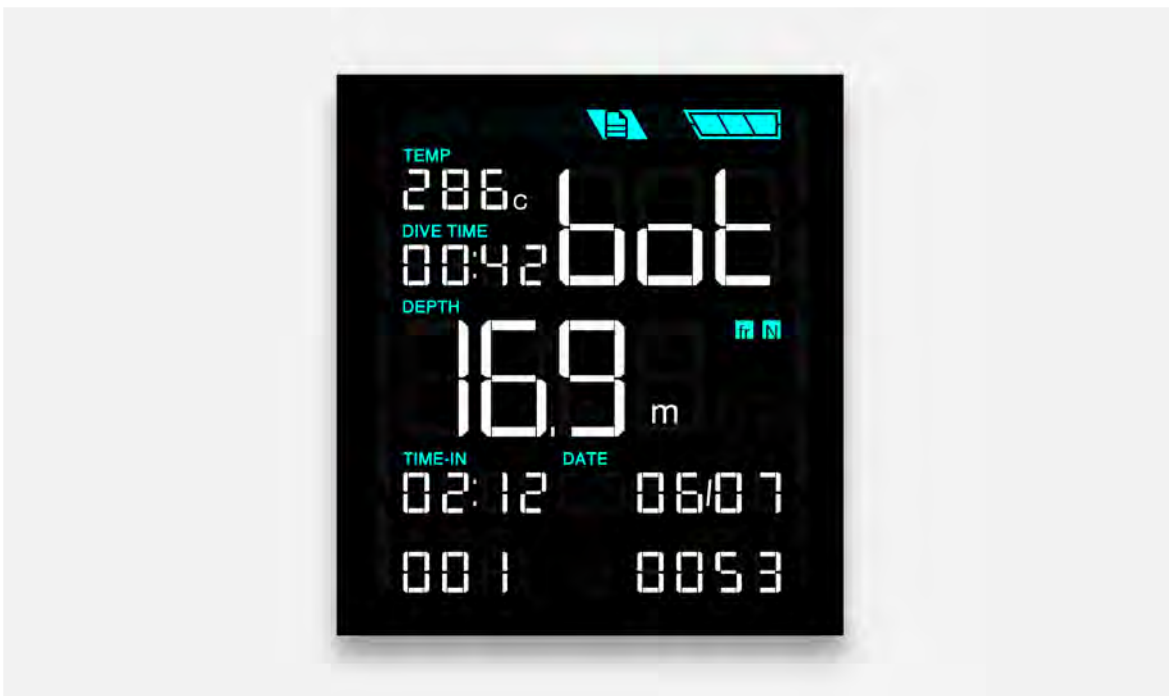 TEMP
286c
DIVE TIME
00:42
bot
DEPTH
16.9 m
fr N
TIME-IN DATE
02:12 06/07
001 0053